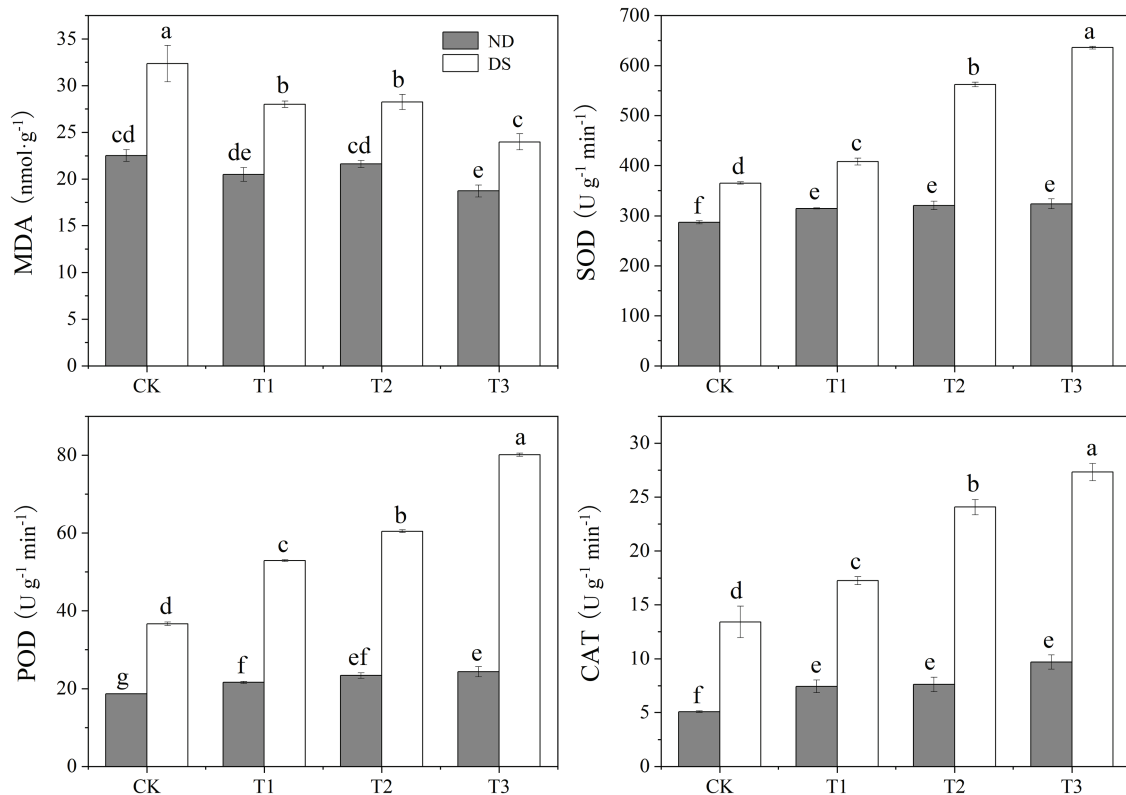 MDA (nmol·g⁻¹)
35
30
25
20
15
10
5
0
a
b
b
c
cd
de
cd
e
ND
DS
CK T1 T2 T3
SOD (U g⁻¹ min⁻¹)
700
600
500
400
300
200
100
0
a
b
c
d
f
e
e
e
CK T1 T2 T3
POD (U g⁻¹ min⁻¹)
80
60
40
20
0
a
b
c
d
g
f
ef
e
CK T1 T2 T3
CAT (U g⁻¹ min⁻¹)
30
25
20
15
10
5
0
a
b
c
d
f
e
e
e
CK T1 T2 T3